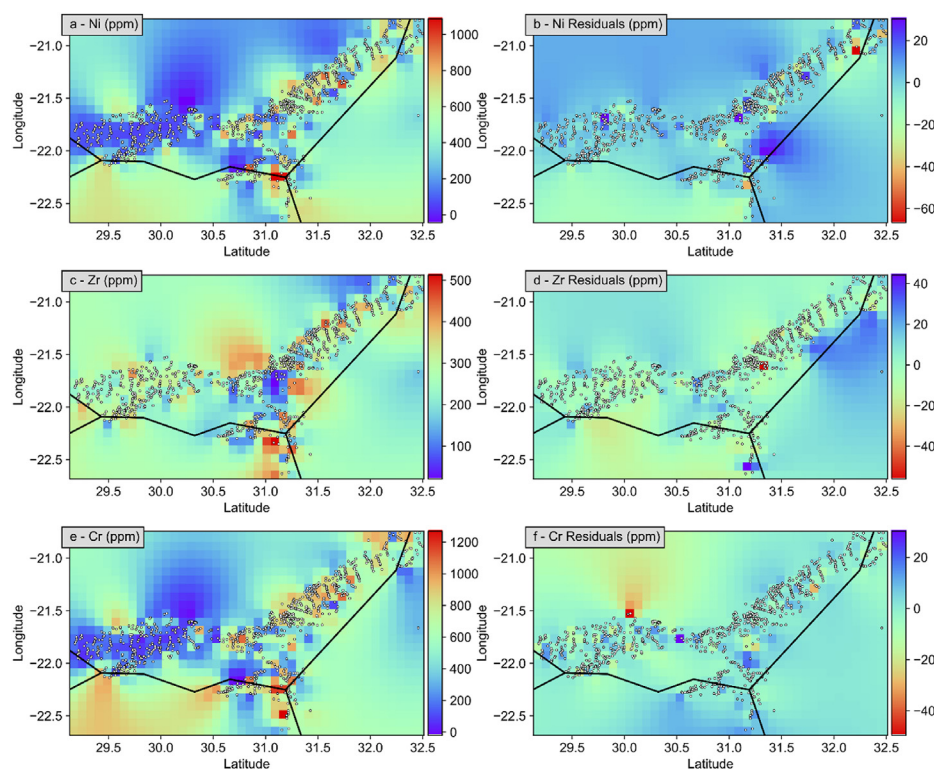 a - Ni (ppm)
−21.0
−21.5
−22.0
−22.5
Longitude
29.5 30.0 30.5 31.0 31.5 32.0 32.5
Latitude
1000
800
600
400
200
0
b - Ni Residuals (ppm)
−21.0
−21.5
−22.0
−22.5
Longitude
29.5 30.0 30.5 31.0 31.5 32.0 32.5
Latitude
20
0
−20
−40
−60
c - Zr (ppm)
−21.0
−21.5
−22.0
−22.5
Longitude
29.5 30.0 30.5 31.0 31.5 32.0 32.5
Latitude
500
400
300
200
100
d - Zr Residuals (ppm)
−21.0
−21.5
−22.0
−22.5
Longitude
29.5 30.0 30.5 31.0 31.5 32.0 32.5
Latitude
40
20
0
−20
−40
e - Cr (ppm)
−21.0
−21.5
−22.0
−22.5
Longitude
29.5 30.0 30.5 31.0 31.5 32.0 32.5
Latitude
1200
1000
800
600
400
200
0
f - Cr Residuals (ppm)
−21.0
−21.5
−22.0
−22.5
Longitude
29.5 30.0 30.5 31.0 31.5 32.0 32.5
Latitude
20
0
−20
−40